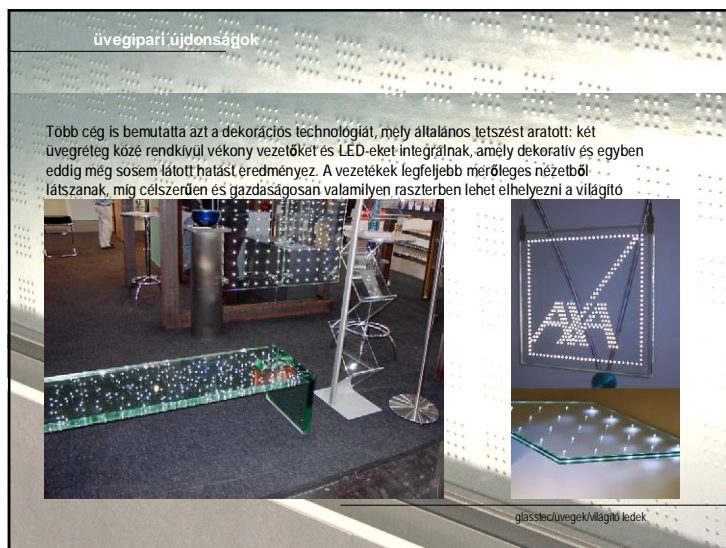 üvegipari újdonságok
Több cég is bemutatta azt a dekorációs technológiát, mely általános tetszést aratott: két
üvegréteg közé rendkívül vékony vezetőket és LED-eket integrálnak, amely dekoratív és egyben
eddig még sosem látott hatást eredményez. A vezetékek legfeljebb merőleges nézetből
látszanak, míg célszerűen és gazdaságosan valamilyen raszterben lehet elhelyezni a világító
AXA
glasstec/üvegek/világító ledek